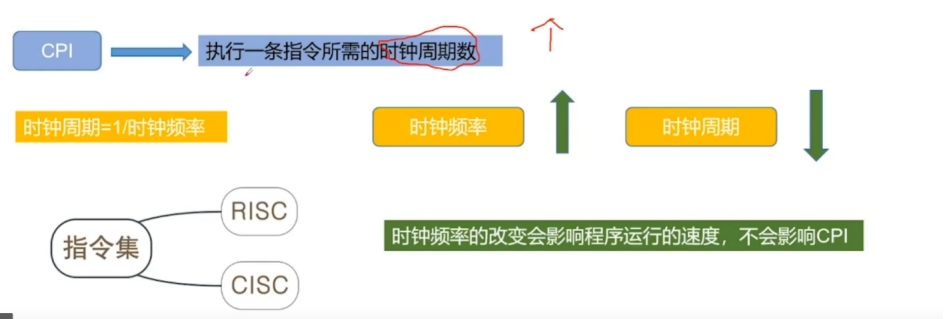 CPI
执行一条指令所需的时钟周期数
时钟周期=1/时钟频率
时钟频率
时钟周期
指令集
RISC
CISC
时钟频率的改变会影响程序运行的速度，不会影响CPI